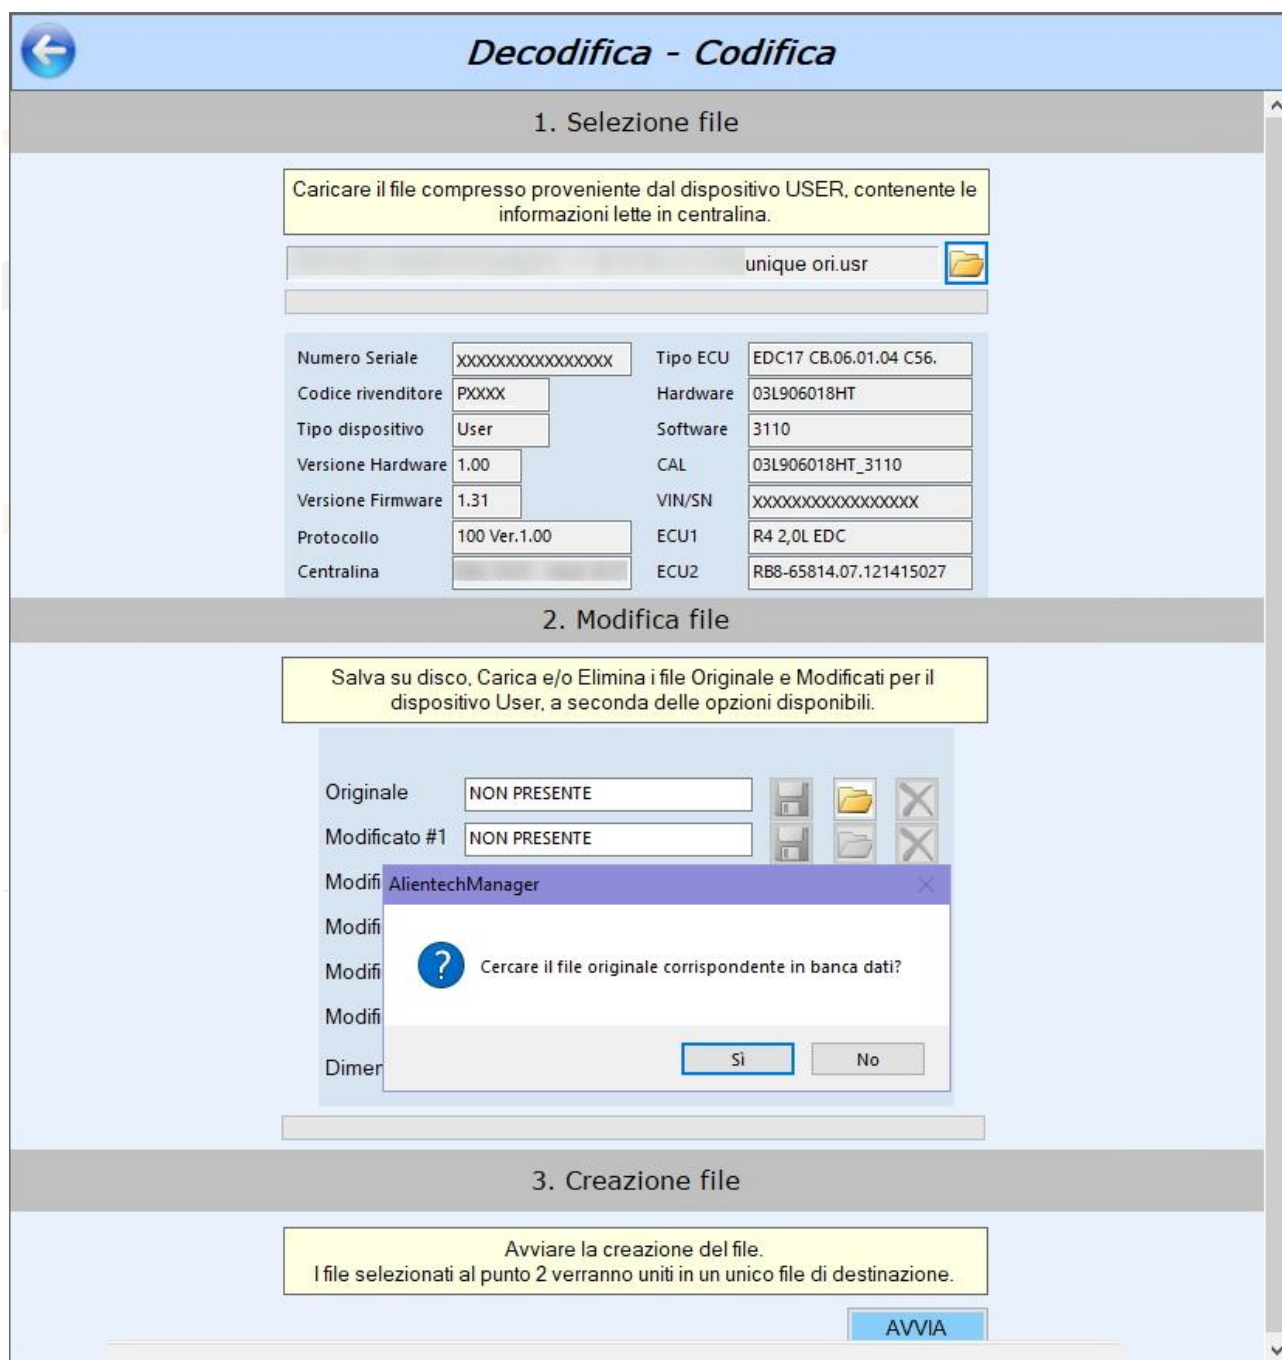 Decodifica - Codifica
1. Selezione file
Caricare il file compresso proveniente dal dispositivo USER, contenente le
informazioni lette in centralina.
unique ori.usr
Numero Seriale XXXXXXXXXXXXXXXX Tipo ECU EDC17 CB.06.01.04 C56.
Codice rivenditore PXXXX Hardware 03L906018HT
Tipo dispositivo User Software 3110
Versione Hardware 1.00 CAL 03L906018HT_3110
Versione Firmware 1.31 VIN/SN XXXXXXXXXXXXXXXXX
Protocollo 100 Ver.1.00 ECU1 R4 2,0L EDC
Centralina ECU2 RB8-65814.07.121415027
2. Modifica file
Salva su disco, Carica e/o Elimina i file Originale e Modificati per il
dispositivo User, a seconda delle opzioni disponibili.
Originale NON PRESENTE
Modificato #1 NON PRESENTE
Modifi AlientechManager
Modifi
Modifi Cercare il file originale corrispondente in banca dati?
Modifi
Dimen Sì No
3. Creazione file
Avviare la creazione del file.
I file selezionati al punto 2 verranno uniti in un unico file di destinazione.
AVVIA